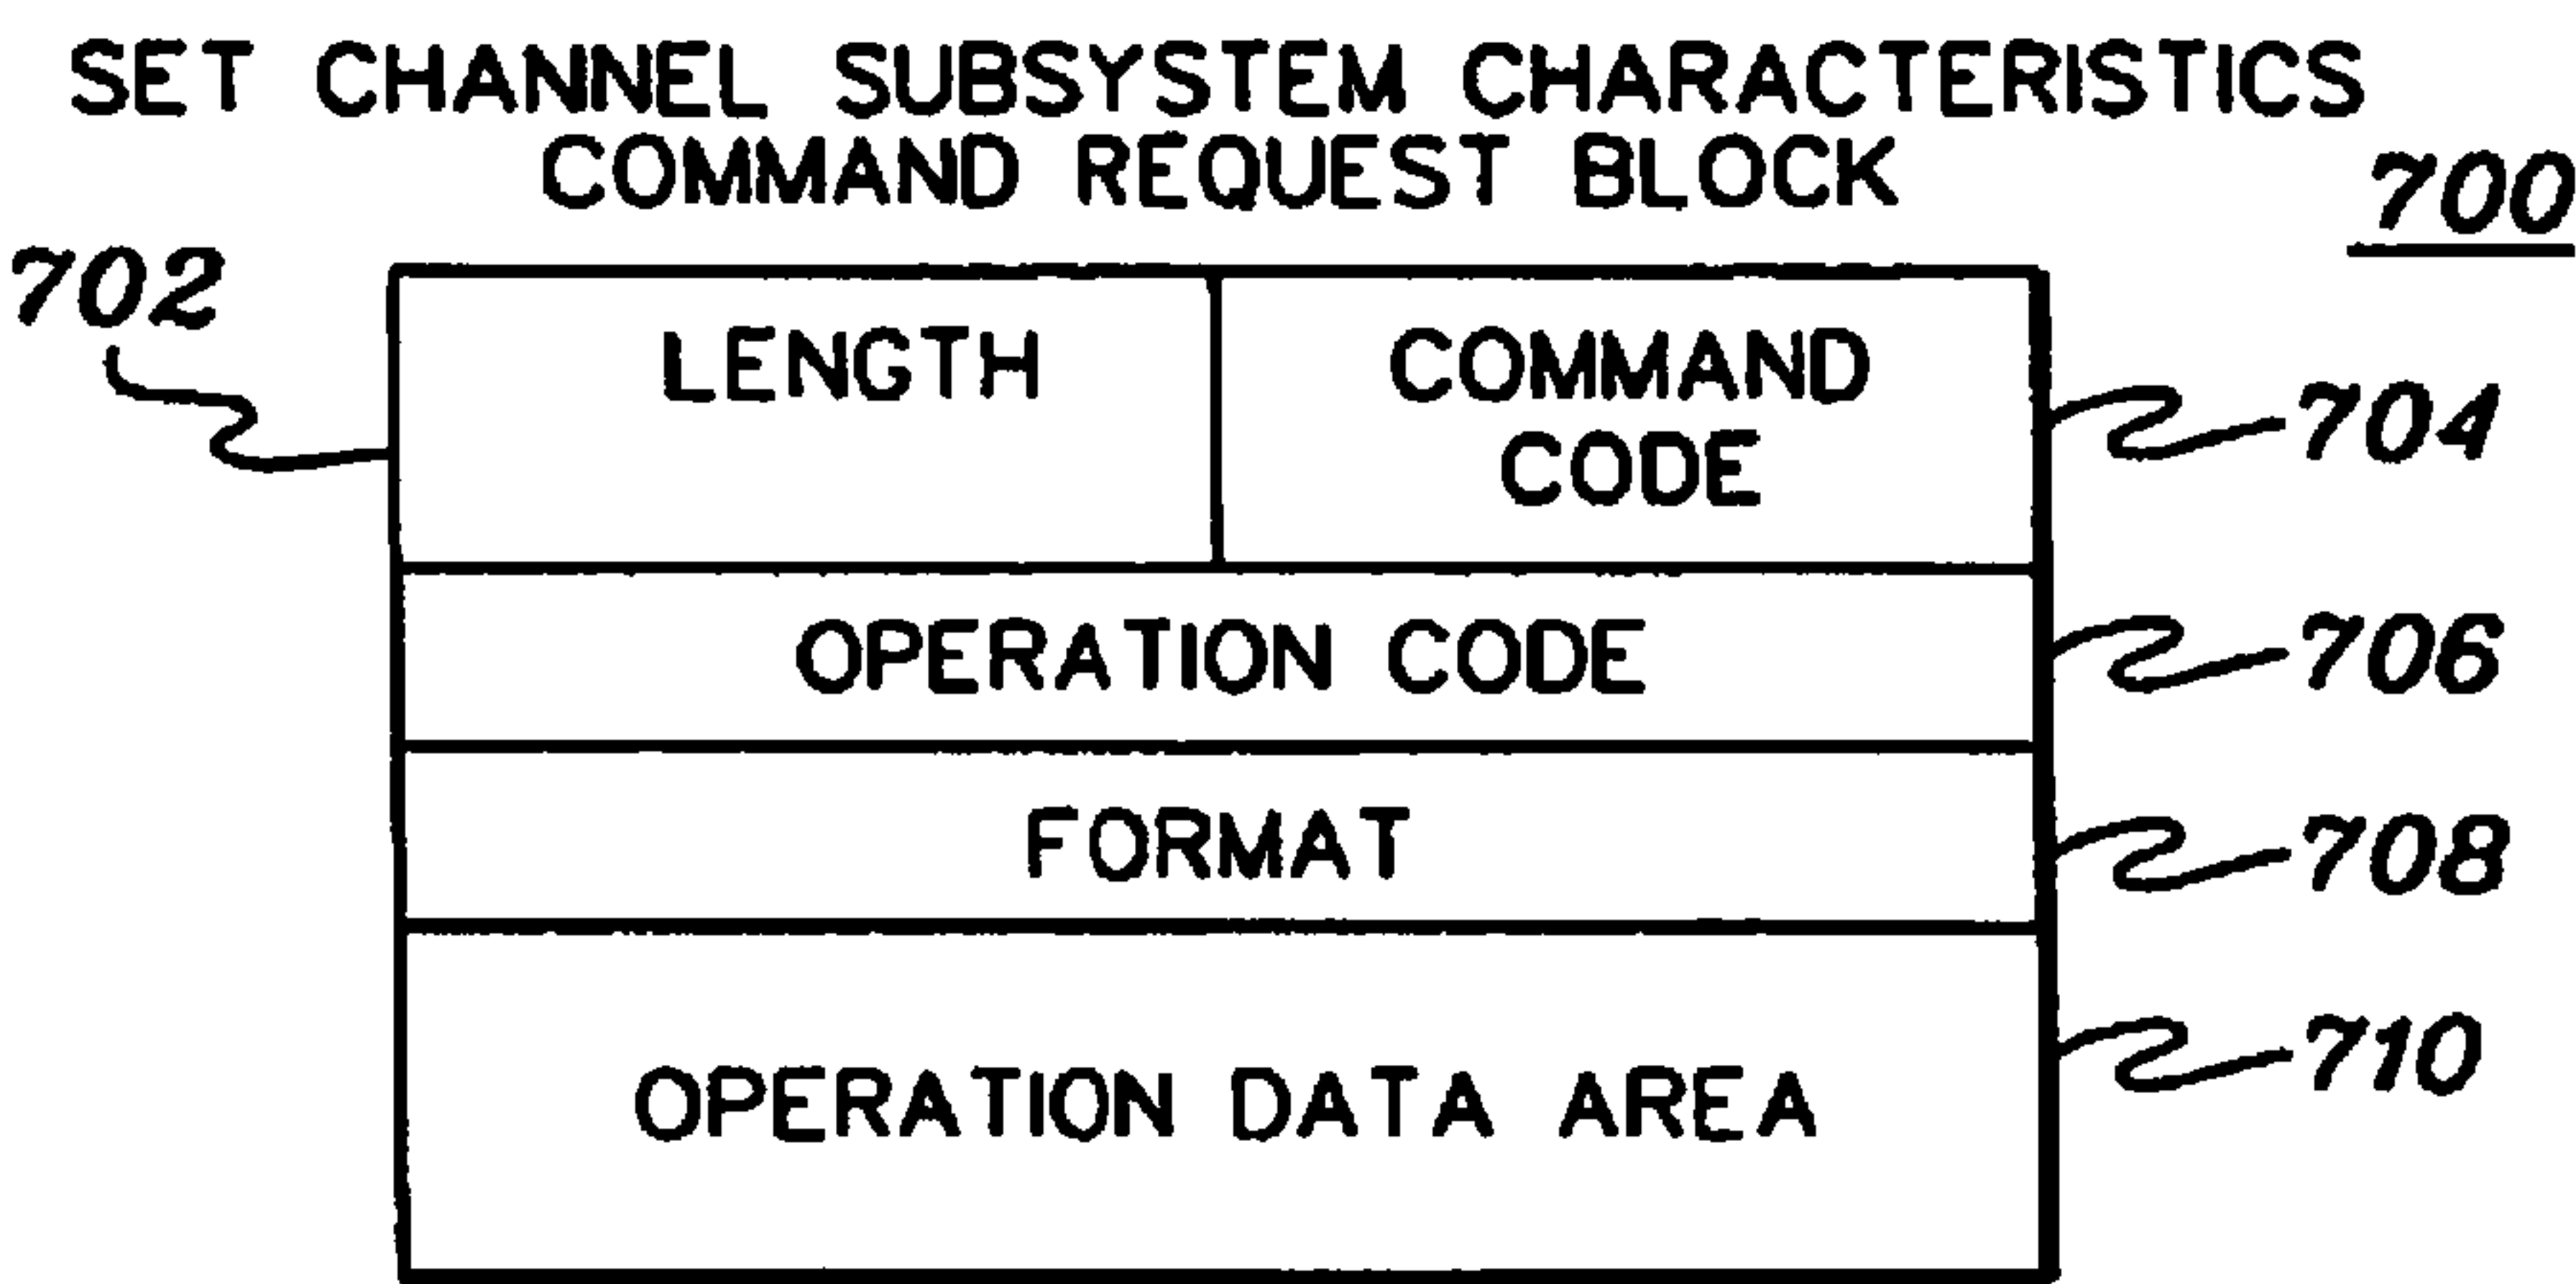 SET CHANNEL SUBSYSTEM CHARACTERISTICS
COMMAND REQUEST BLOCK
700
702
LENGTH
COMMAND
CODE
704
OPERATION CODE
706
FORMAT
708
OPERATION DATA AREA
710